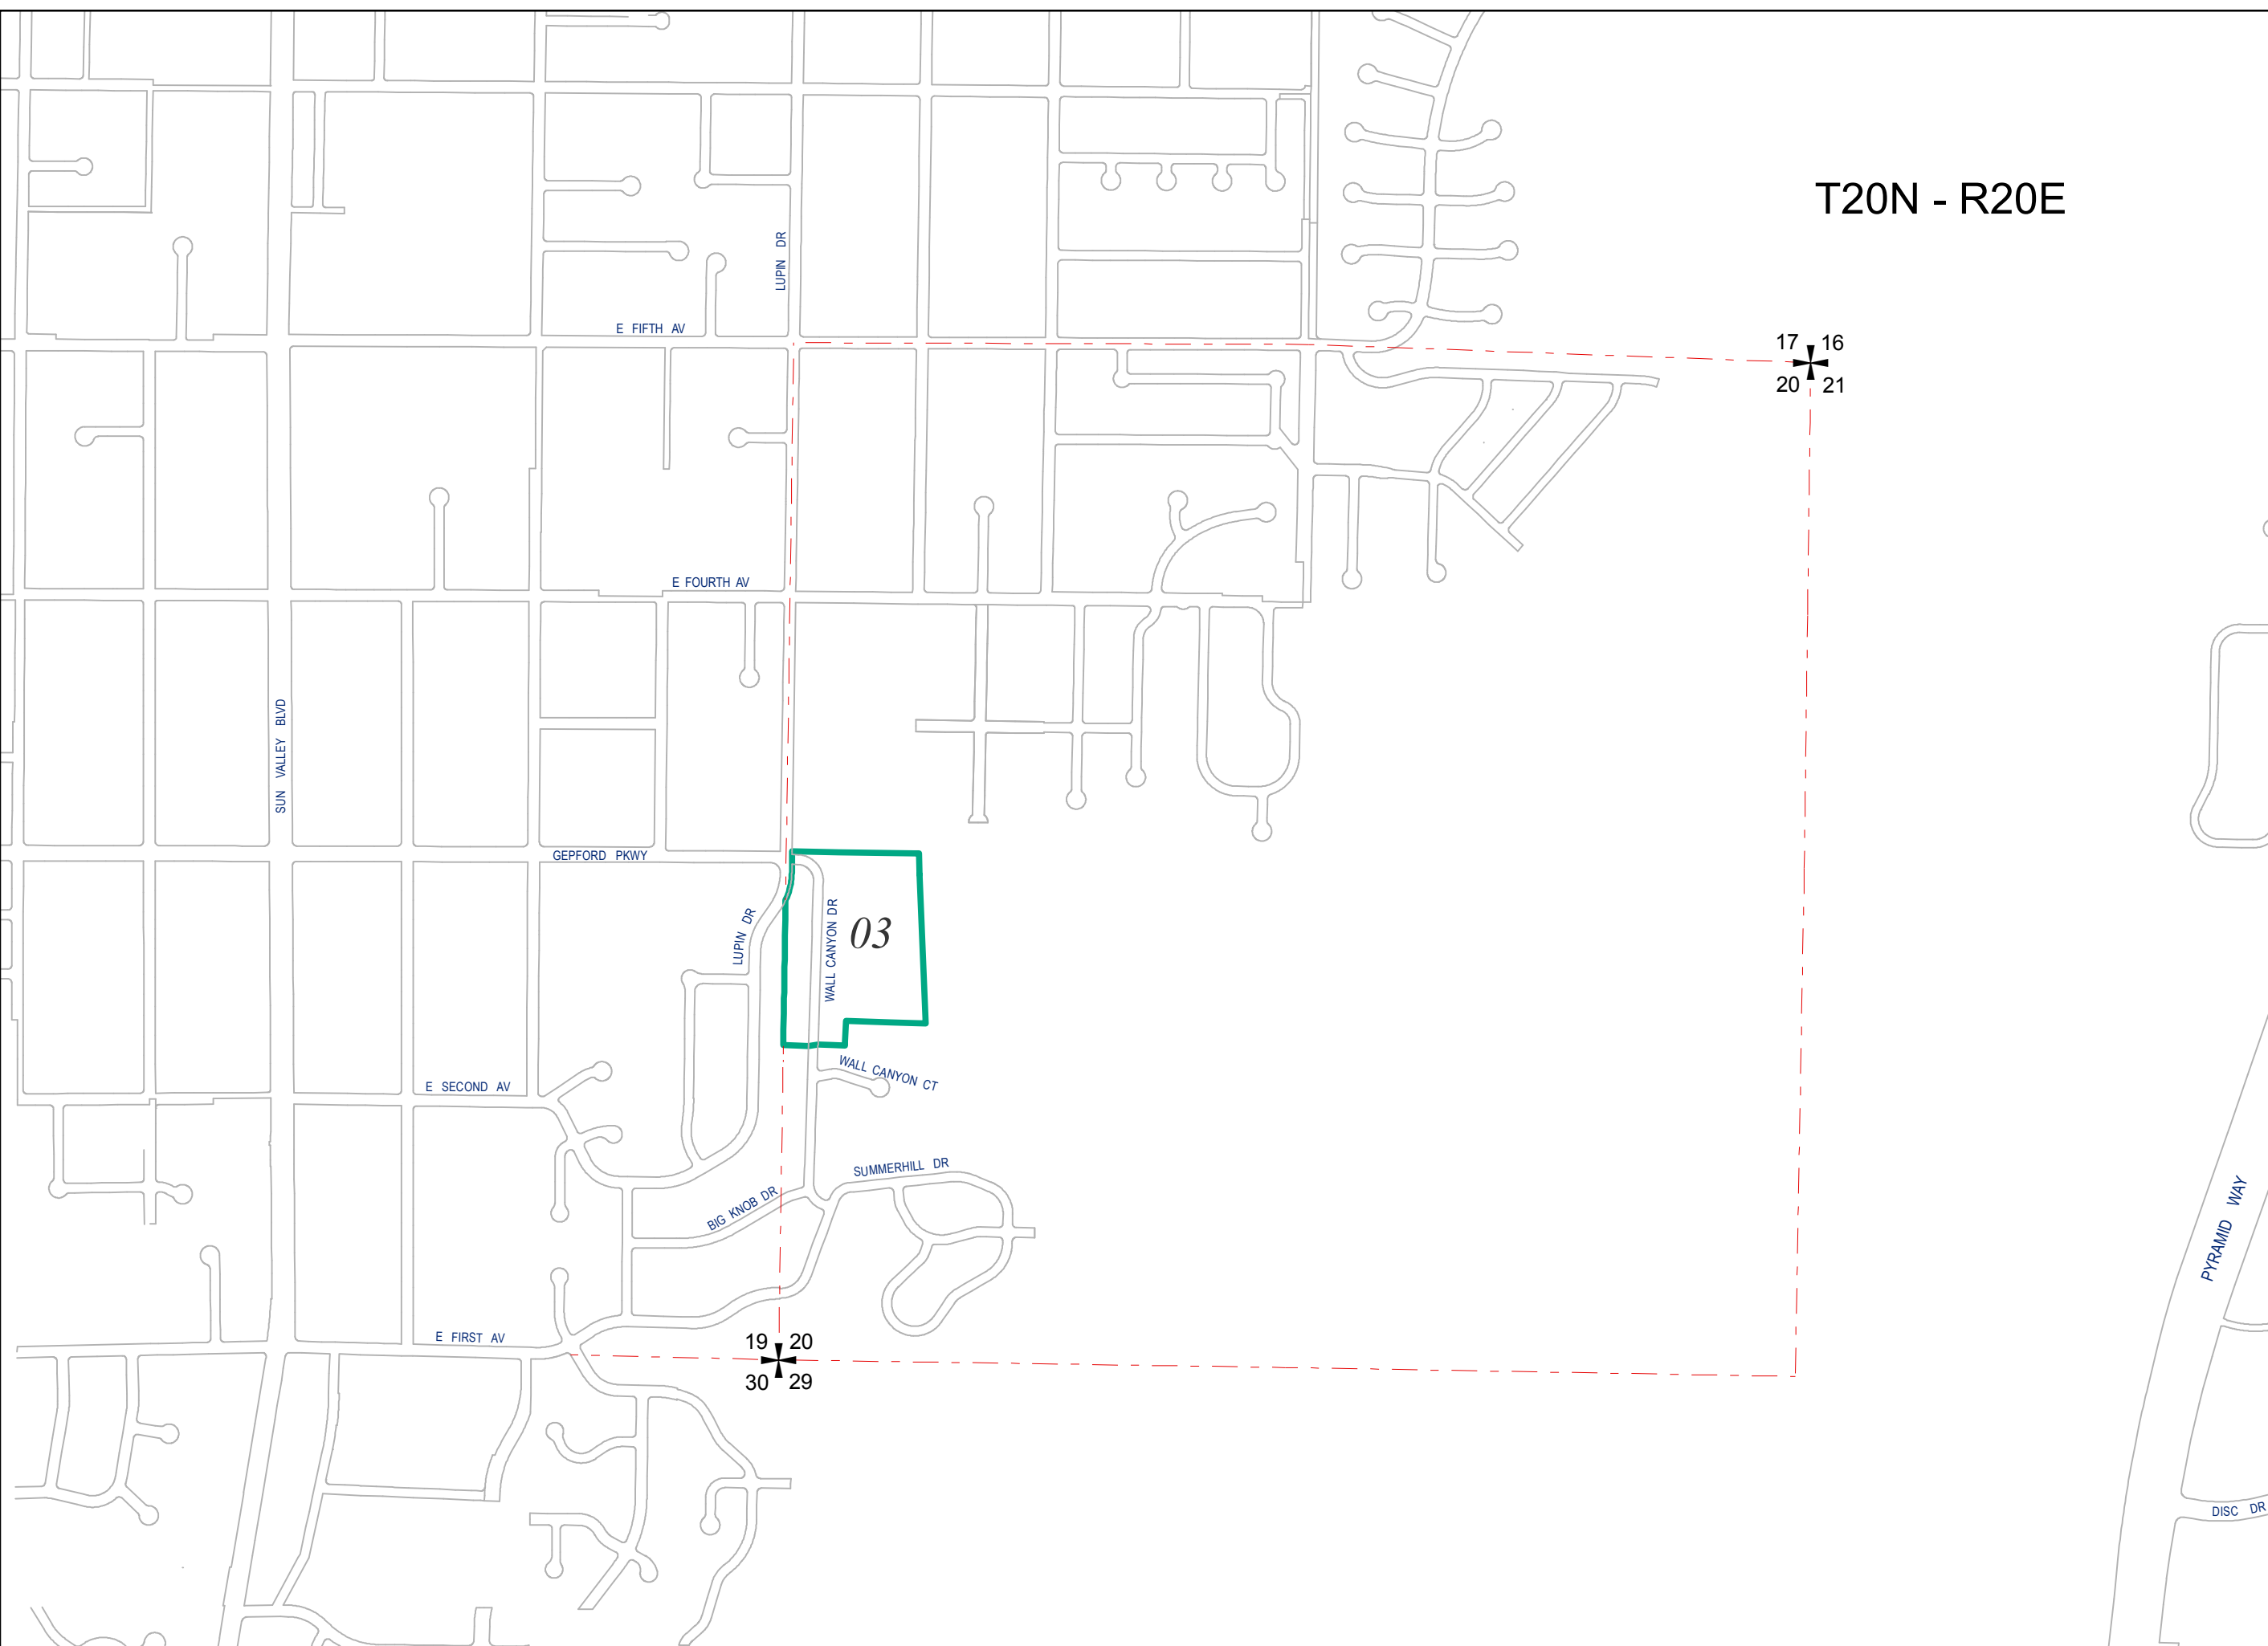 T20N - R20E
LUPIN DR
E FIFTH AV
17 16
20 21
E FOURTH AV
SUN VALLEY BLVD
GEPFORD PKWY
LUPIN DR
WALL CANYON DR
03
WALL CANYON CT
E SECOND AV
SUMMERHILL DR
BIG KNOB DR
PYRAMID WAY
E FIRST AV
19 20
30 29
DISC DR